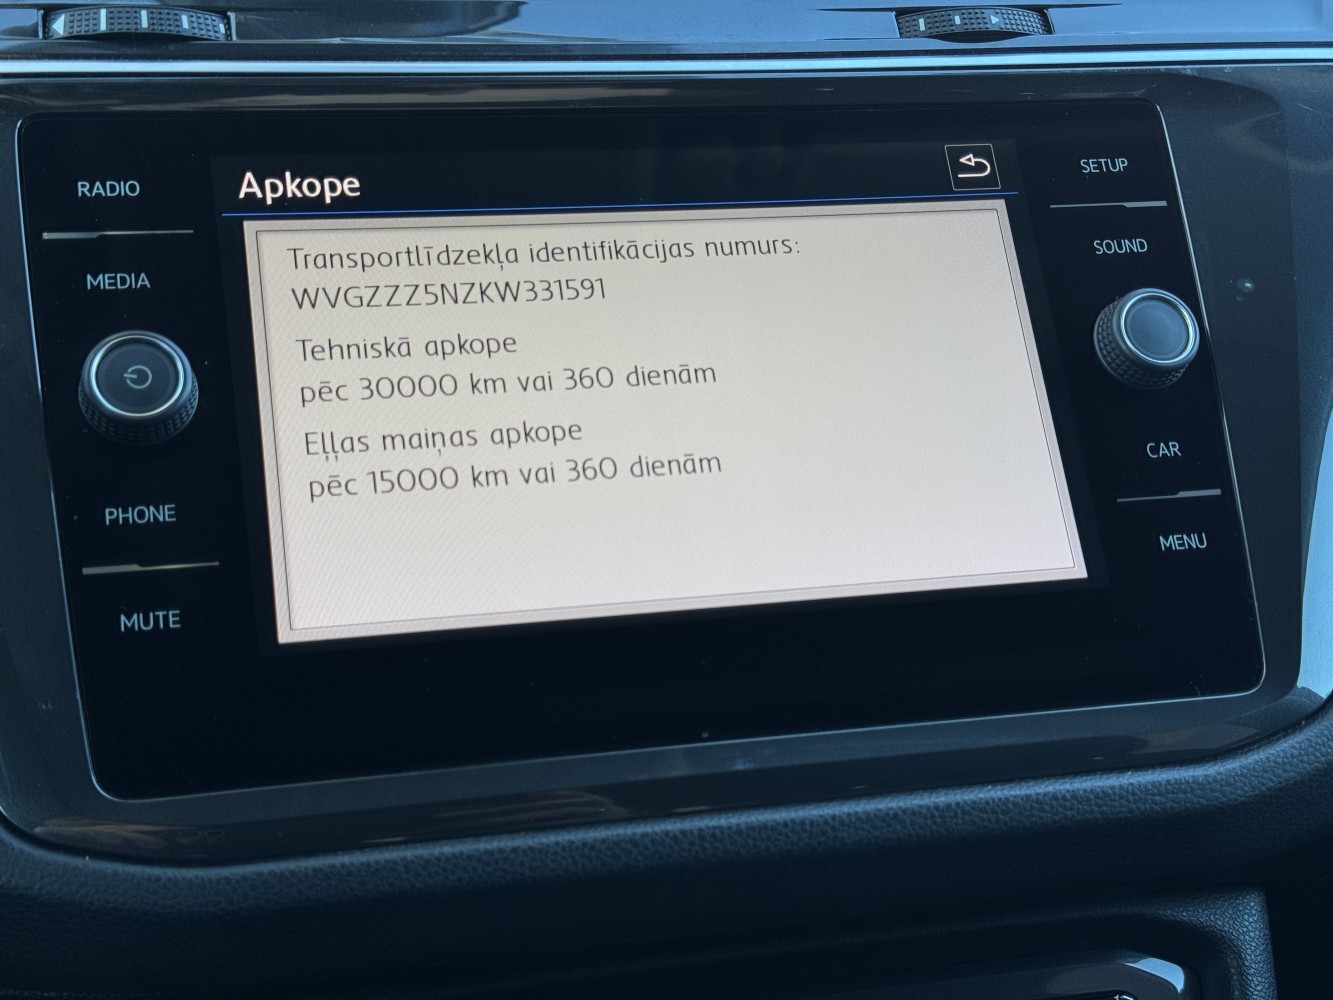 RADIO
MEDIA
PHONE
MUTE
Apkope
Transportlīdzekļa identifikācijas numurs:
WVGZZZ5NZKW331591
Tehniskā apkope
pēc 30000 km vai 360 dienām
Eļļas maiņas apkope
pēc 15000 km vai 360 dienām
SETUP
SOUND
CAR
MENU